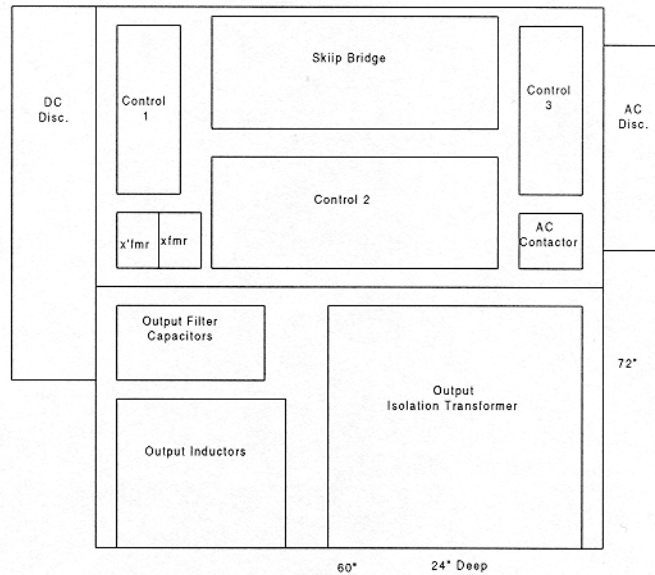 DC
Disc.
Control
1
Skiip Bridge
Control
3
AC
Disc.
Control 2
x'fmr
xfmr
AC
Contactor
Output Filter
Capacitors
Output
Isolation Transformer
Output Inductors
72"
60"
24" Deep